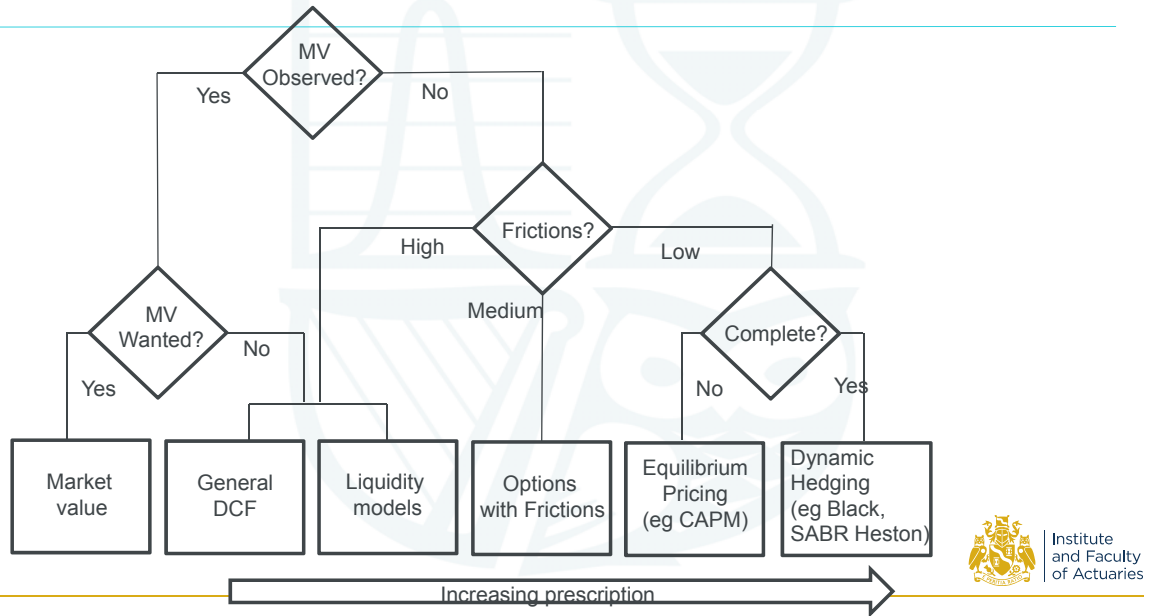 MV
Observed?
Yes
No
Frictions?
High
Low
Medium
MV
Wanted?
No
Yes
Complete?
No
Yes
Market
value
General
DCF
Liquidity
models
Options
with Frictions
Equilibrium
Pricing
(eg CAPM)
Dynamic
Hedging
(eg Black,
SABR Heston)
Increasing prescription
Institute
and Faculty
of Actuaries